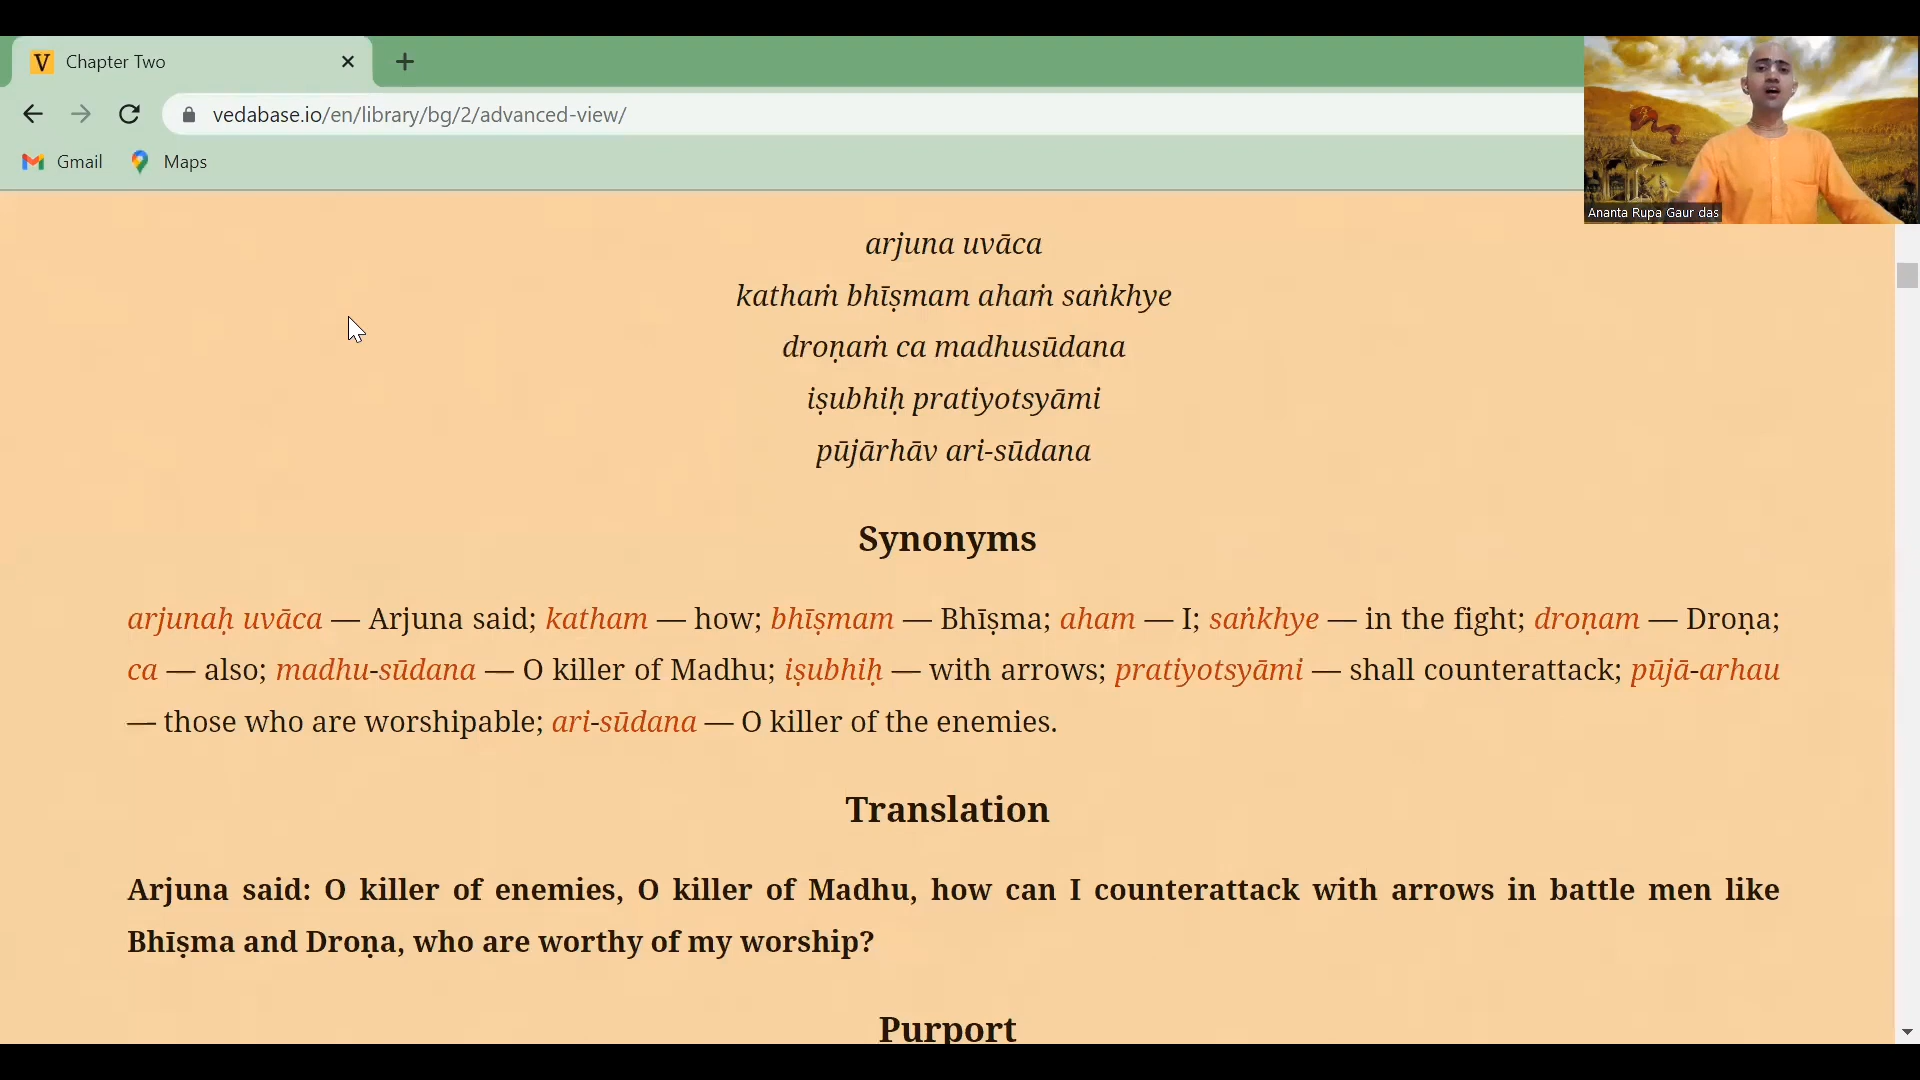 V Chapter Two
vedabase.io/en/library/bg/2/advanced-view/
Gmail Maps
Ananta Rupa Gaur das
arjuna uvāca
kathaṁ bhīṣmam ahaṁ saṅkhye
droṇaṁ ca madhusūdana
iṣubhiḥ pratiyotsyāmi
pūjārhāv ari-sūdana
Synonyms
arjunaḥ uvāca — Arjuna said; katham — how; bhīṣmam — Bhīṣma; aham — I; saṅkhye — in the fight; droṇam — Droṇa;
ca — also; madhu-sūdana — O killer of Madhu; iṣubhiḥ — with arrows; pratiyotsyāmi — shall counterattack; pūjā-arhau
— those who are worshipable; ari-sūdana — O killer of the enemies.
Translation
Arjuna said: O killer of enemies, O killer of Madhu, how can I counterattack with arrows in battle men like
Bhīṣma and Droṇa, who are worthy of my worship?
Purport